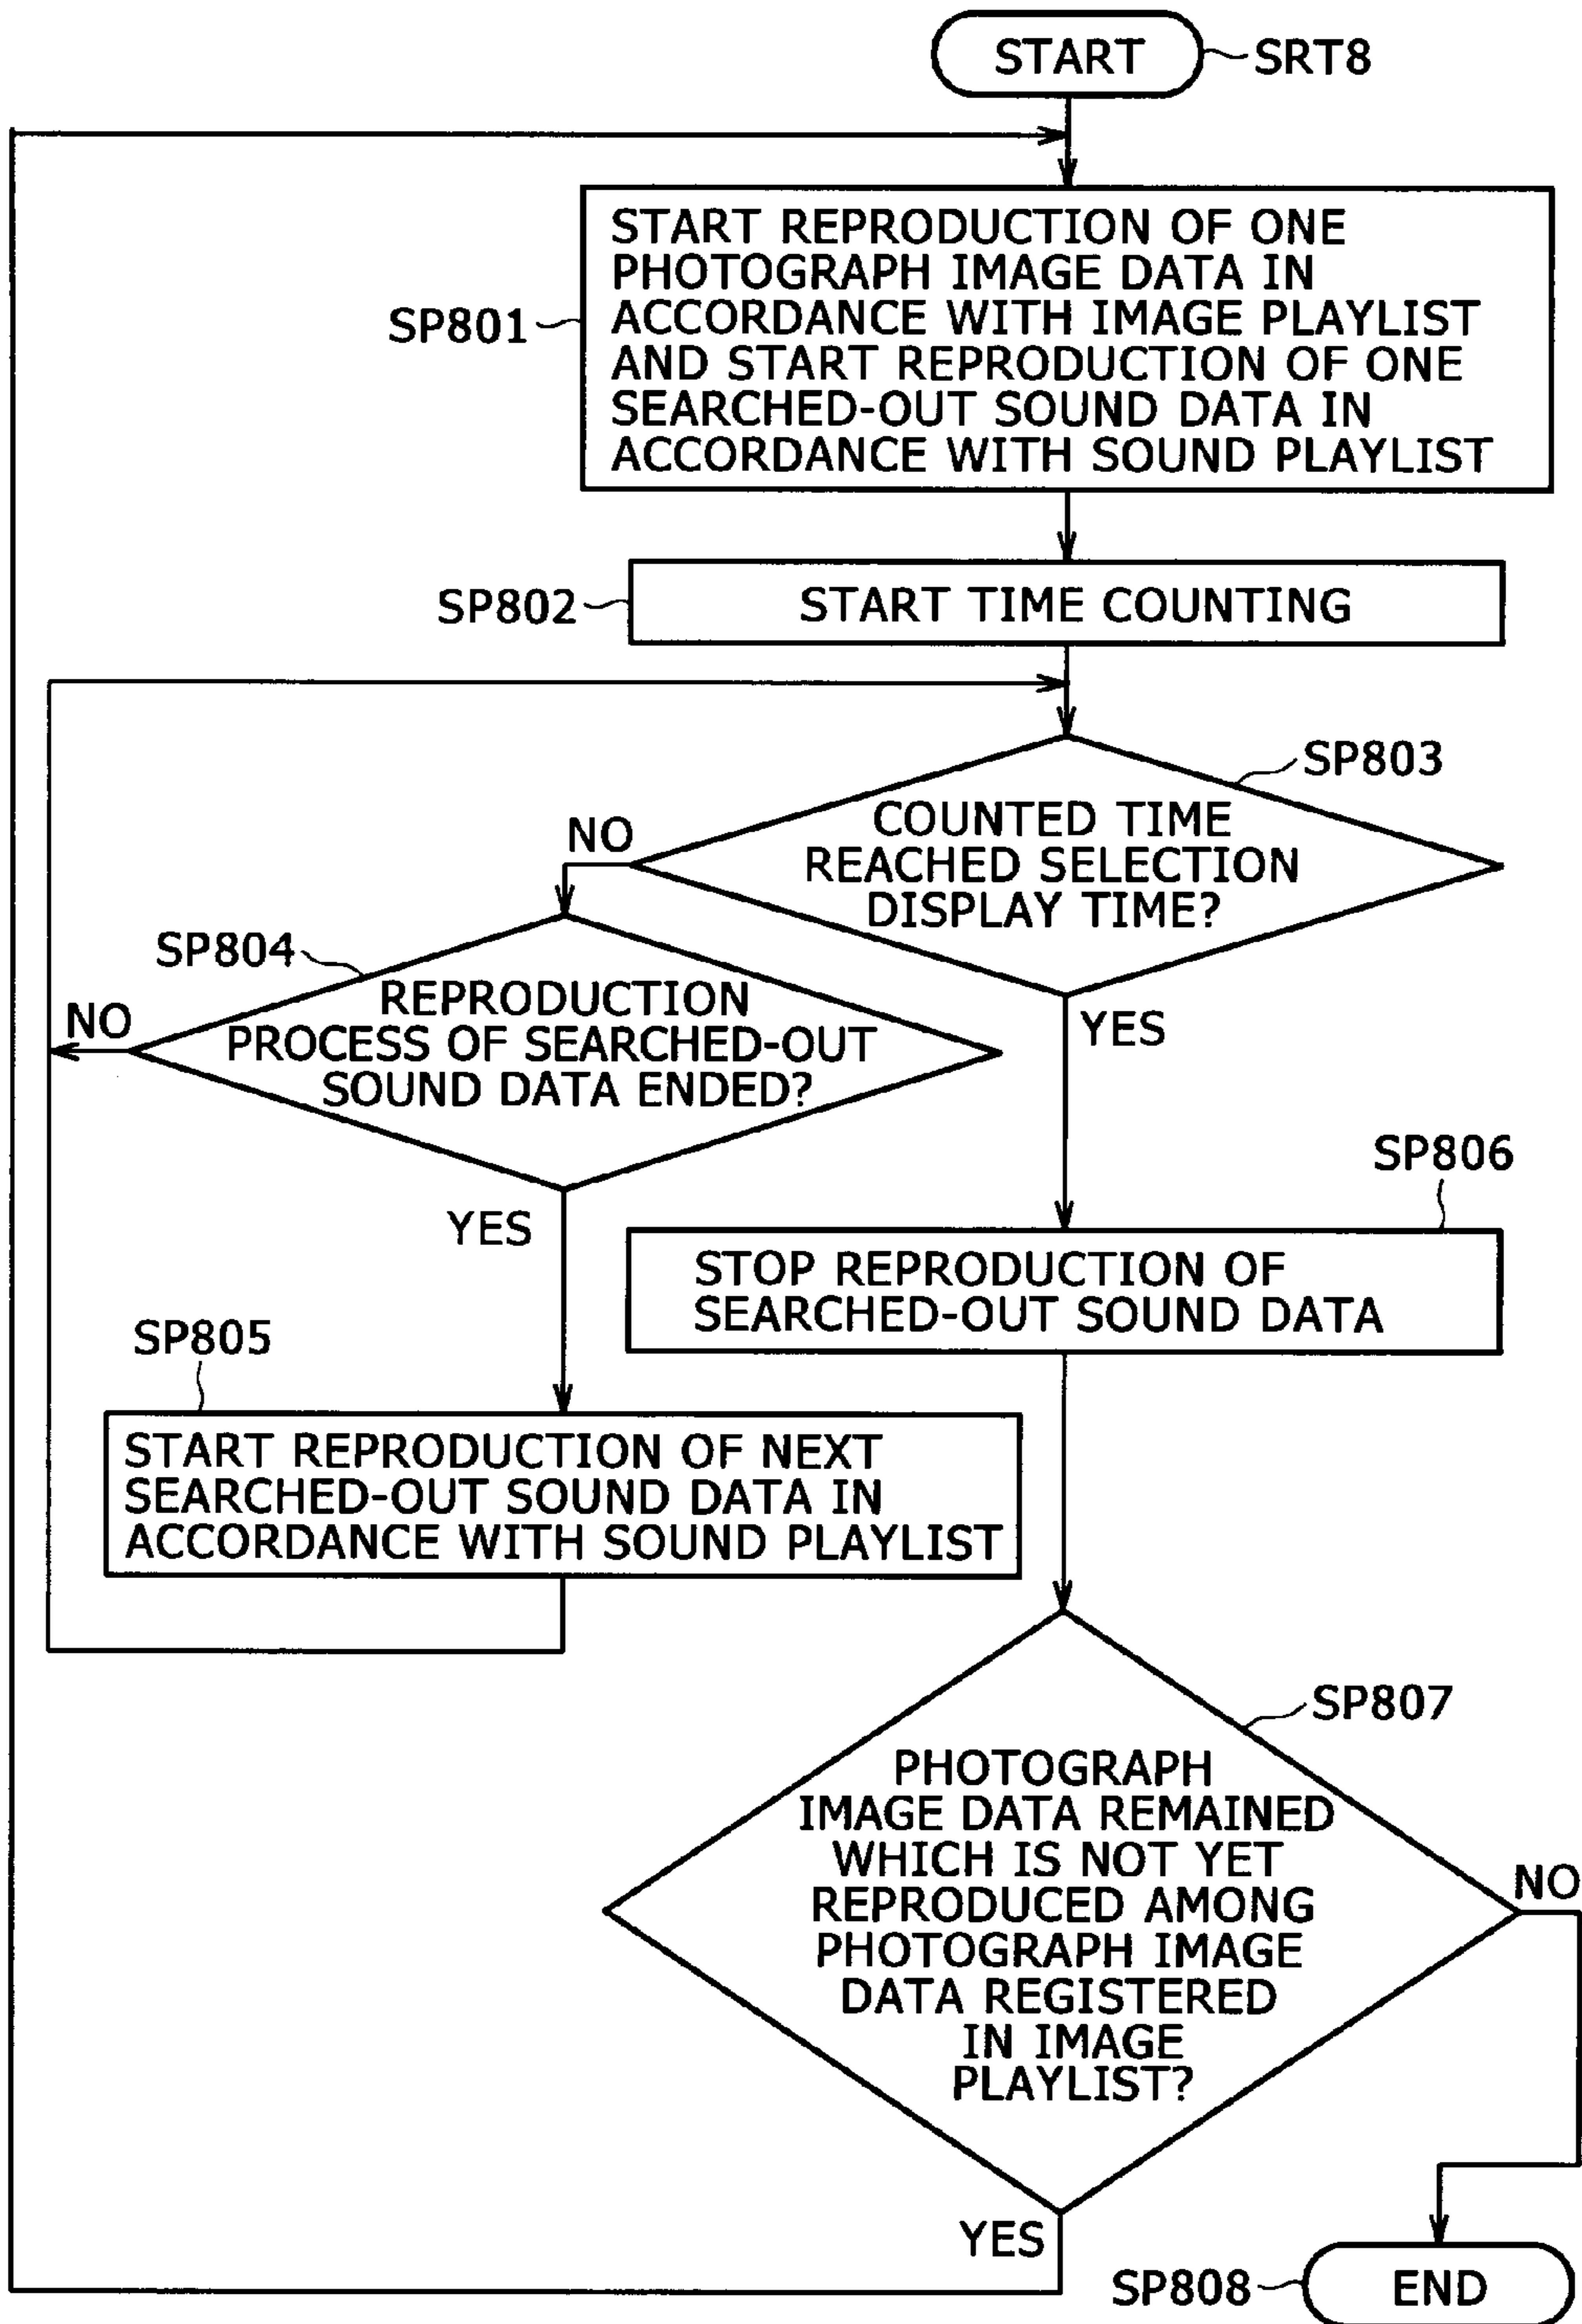 START
SRT8
START REPRODUCTION OF ONE
PHOTOGRAPH IMAGE DATA IN
ACCORDANCE WITH IMAGE PLAYLIST
AND START REPRODUCTION OF ONE
SEARCHED-OUT SOUND DATA IN
ACCORDANCE WITH SOUND PLAYLIST
SP801
SP802
START TIME COUNTING
SP803
COUNTED TIME
REACHED SELECTION
DISPLAY TIME?
NO
YES
SP804
REPRODUCTION
PROCESS OF SEARCHED-OUT
SOUND DATA ENDED?
NO
YES
SP806
STOP REPRODUCTION OF
SEARCHED-OUT SOUND DATA
SP805
START REPRODUCTION OF NEXT
SEARCHED-OUT SOUND DATA IN
ACCORDANCE WITH SOUND PLAYLIST
SP807
PHOTOGRAPH
IMAGE DATA REMAINED
WHICH IS NOT YET
REPRODUCED AMONG
PHOTOGRAPH IMAGE
DATA REGISTERED
IN IMAGE
PLAYLIST?
NO
YES
SP808
END